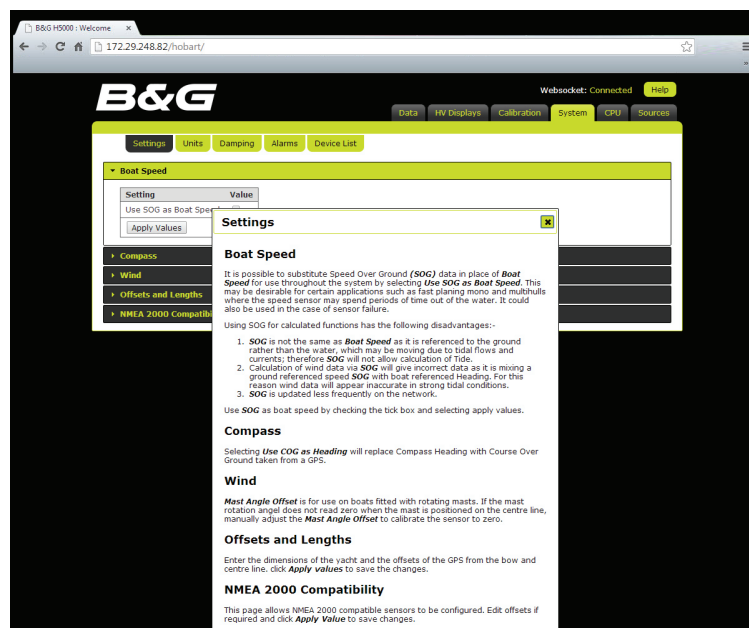 B&G H5000 : Welcome
172.29.248.82/hobart/
B&G
Websocket: Connected
Help
Data
HV Displays
Calibration
System
CPU
Sources
Settings
Units
Damping
Alarms
Device List
Boat Speed
Setting Value
Use SOG as Boat Speed
Apply Values
Compass
Wind
Offsets and Lengths
NMEA 2000 Compatibi
Settings
Boat Speed
It is possible to substitute Speed Over Ground (SOG) data in place of Boat
Speed for use throughout the system by selecting Use SOG as Boat Speed. This
may be desirable for certain applications such as fast planing mono and multihulls
where the speed sensor may spend periods of time out of the water. It could
also be used in the case of sensor failure.
Using SOG for calculated functions has the following disadvantages:-
1. SOG is not the same as Boat Speed as it is referenced to the ground
rather than the water, which may be moving due to tidal flows and
currents; therefore SOG will not allow calculation of Tide.
2. Calculation of wind data via SOG will give incorrect data as it is mixing a
ground referenced speed SOG with boat referenced Heading. For this
reason wind data will appear inaccurate in strong tidal conditions.
3. SOG is updated less frequently on the network.
Use SOG as boat speed by checking the tick box and selecting apply values.
Compass
Selecting Use COG as Heading will replace Compass Heading with Course Over
Ground taken from a GPS.
Wind
Mast Angle Offset is for use on boats fitted with rotating masts. If the mast
rotation angel does not read zero when the mast is positioned on the centre line,
manually adjust the Mast Angle Offset to calibrate the sensor to zero.
Offsets and Lengths
Enter the dimensions of the yacht and the offsets of the GPS from the bow and
centre line. click Apply values to save the changes.
NMEA 2000 Compatibility
This page allows NMEA 2000 compatible sensors to be configured. Edit offsets if
required and click Apply Value to save changes.